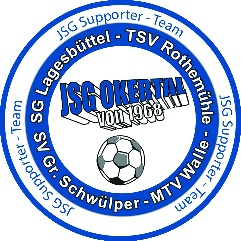 JSG Supporter - Team
JSG Supporter - Team
JSG Supporter - Team
SV Gr. Schwülper - MTV Walle -
SG Lagesbüttel - TSV Rothemühle -
JSG OKERTAL
von 1968